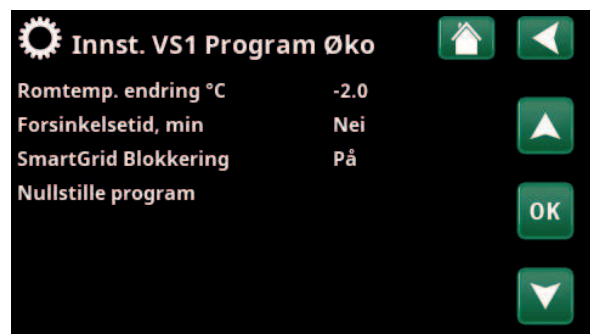 Innst. VS1 Program Øko
Romtemp. endring °C -2.0
Forsinkelsetid, min Nei
SmartGrid Blokkering På
Nullstille program
OK